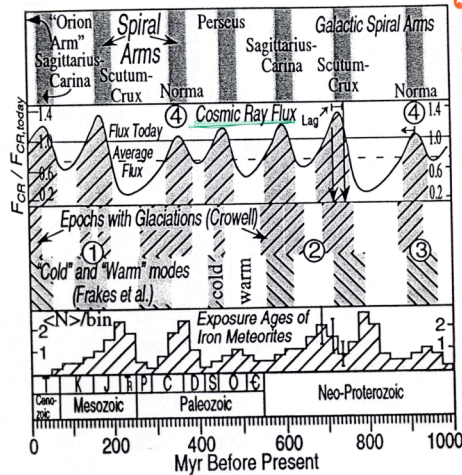 "Orion
Arm"
Sagittarius-
Carina
Spiral
Arms
Scutum-
Crux
Norma
Perseus
Sagittarius-
Carina
Galactic Spiral Arms
Scutum-
Crux
Norma
④ Cosmic Ray Flux
Lag
④
1.4
1.0
0.6
0.2
Flux Today
Average
Flux
1.4
1.0
0.6
0.2
F_CR / F_CR,today
Epochs with Glaciations (Crowell)
① ② ③
"Cold" and "Warm" modes
(Frakes et al.)
cold
warm
<N>/bin
2
1
Exposure Ages of
Iron Meteorites
2
1
T K J R P C D S O Є
Ceno-
zoic
Mesozoic
Paleozoic
Neo-Proterozoic
0 200 400 600 800 1000
Myr Before Present